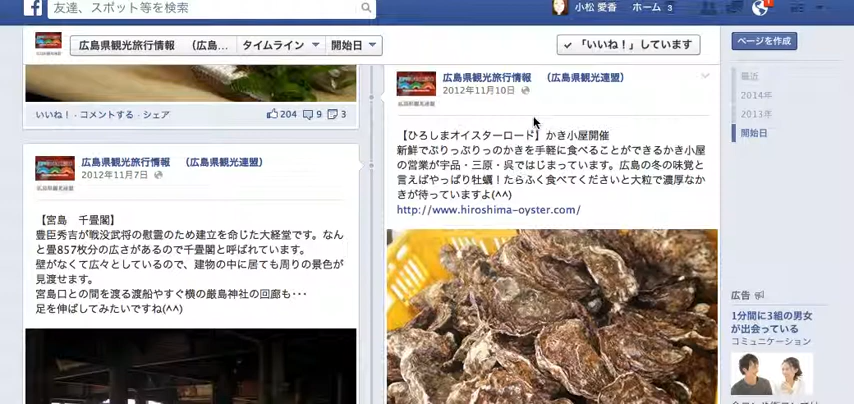 友達、スポット等を検索
小松 愛香
ホーム 3
広島県観光旅行情報 (広島...
タイムライン
開始日
✓「いいね！」しています
ページを作成
最近
2014年
2013年
開始日
いいね！・コメントする・シェア
204
9
3
広島県観光旅行情報 (広島県観光連盟)
2012年11月7日
【宮島 千畳閣】
豊臣秀吉が戦没武将の慰霊のため建立を命じた大経堂です。なん
と畳857枚分の広さがあるので千畳閣と呼ばれています。
壁がなくて広々としているので、建物の中に居ても周りの景色が
見渡せます。
宮島口との間を渡る渡船やすぐ横の厳島神社の回廊も･･･
足を伸ばしてみたいですね(^^)
広島県観光旅行情報 (広島県観光連盟)
2012年11月10日
【ひろしまオイスターロード】かき小屋開催
新鮮でぷりっぷりっのかきを手軽に食べることができるかき小屋
の営業が宇品・三原・呉ではじまっています。広島の冬の味覚と
言えばやっぱり牡蠣！たらふく食べてくださいと大粒で濃厚なか
きが待っていますよ(^^)
http://www.hiroshima-oyster.com/
広告
1分間に3組の男女
が出会っている
コミュニケーション